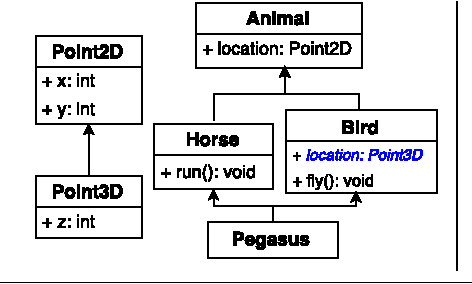 Animal
+ location: Point2D
Point2D
+ x: int
+ y: Int
Horse
+ run(): void
Bird
+ location: Point3D
+ fly(): void
Point3D
+ z: int
Pegasus